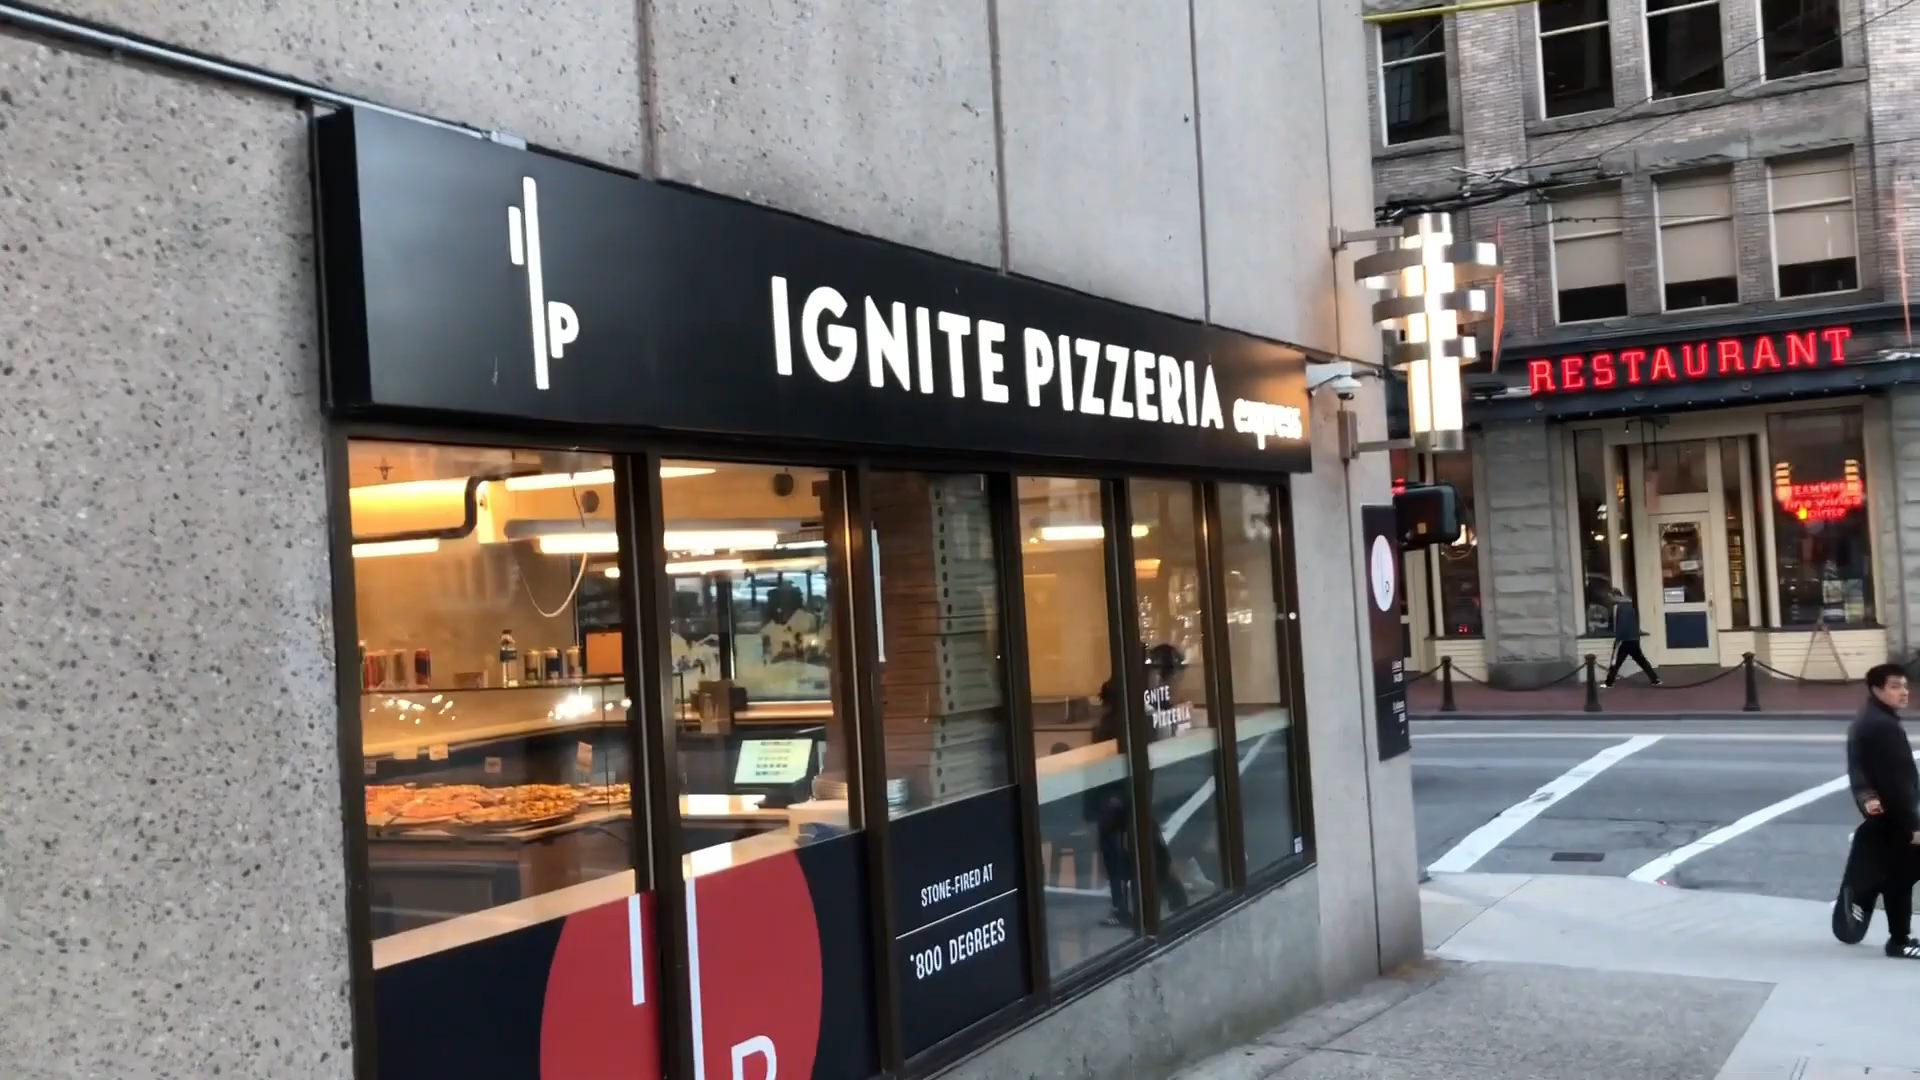 IP
IGNITE PIZZERIA express
RESTAURANT
IGNITE
PIZZERIA
STONE-FIRED AT
°800 DEGREES
IP